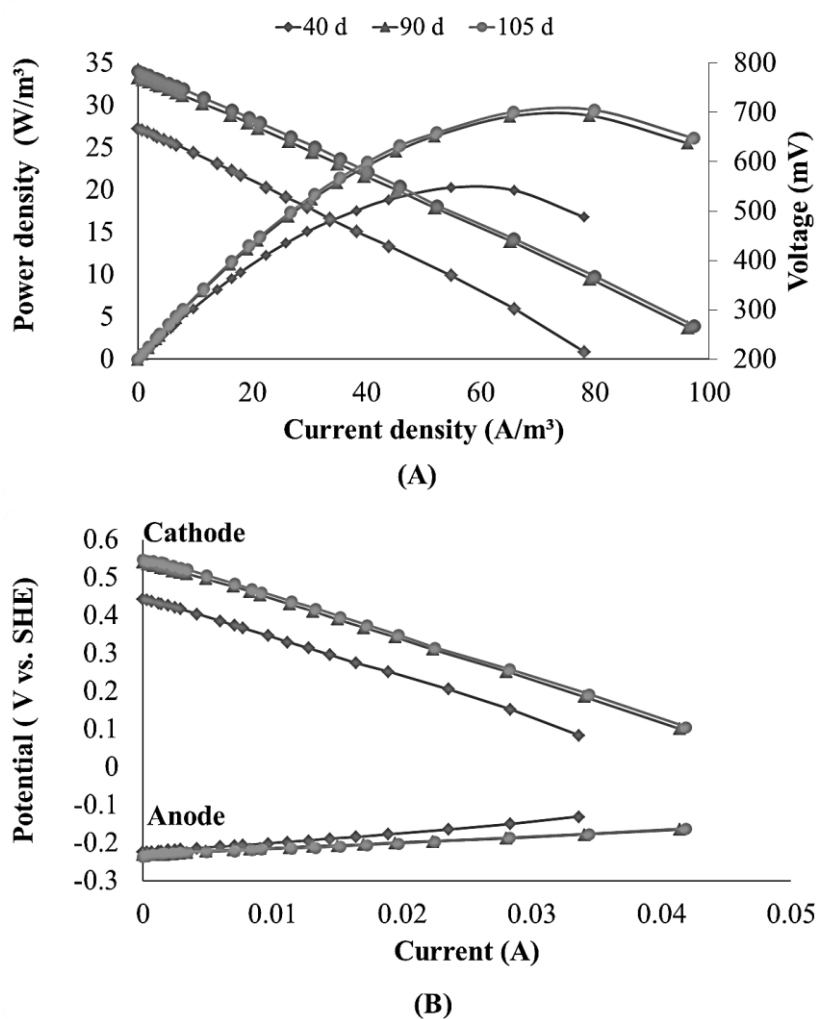 40 d 90 d 105 d
35 800
30 700
25 600
20 500
15 400
10 300
5
0 200
0 20 40 60 80 100
Power density (W/m³)
Voltage (mV)
Current density (A/m³)
(A)
Cathode
0.6
0.5
0.4
0.3
0.2
0.1
0
-0.1
Anode
-0.2
-0.3
0 0.01 0.02 0.03 0.04 0.05
Potential ( V vs. SHE)
Current (A)
(B)